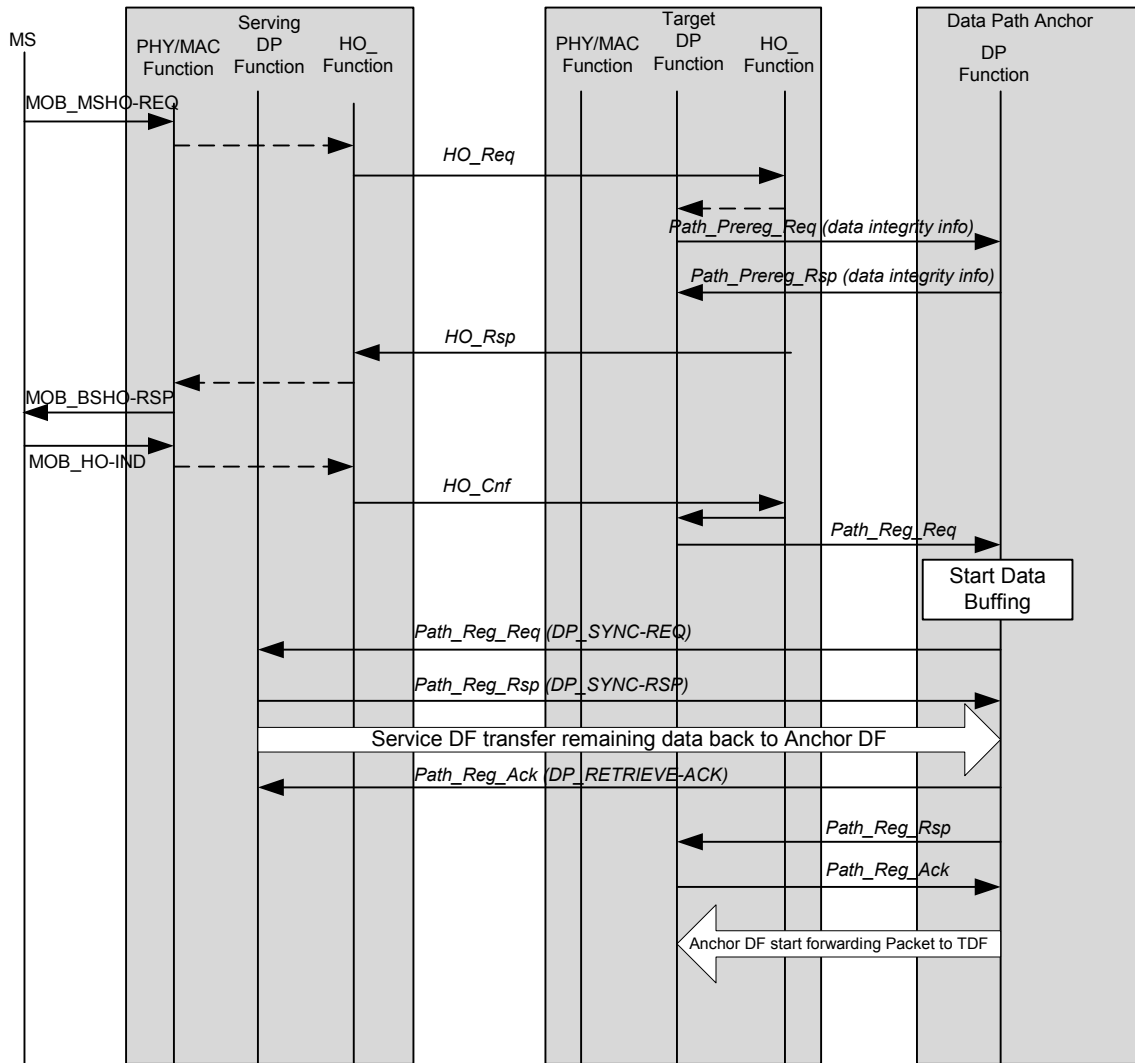 MS
Serving
PHY/MAC
Function
DP
Function
HO_
Function
Target
PHY/MAC
Function
DP
Function
HO_
Function
Data Path Anchor
DP
Function
MOB_MSHO-REQ
HO_Req
Path_Prereg_Req (data integrity info)
Path_Prereg_Rsp (data integrity info)
HO_Rsp
MOB_BSHO-RSP
MOB_HO-IND
HO_Cnf
Path_Reg_Req
Start Data
Buffing
Path_Reg_Req (DP_SYNC-REQ)
Path_Reg_Rsp (DP_SYNC-RSP)
Service DF transfer remaining data back to Anchor DF
Path_Reg_Ack (DP_RETRIEVE-ACK)
Path_Reg_Rsp
Path_Reg_Ack
Anchor DF start forwarding Packet to TDF